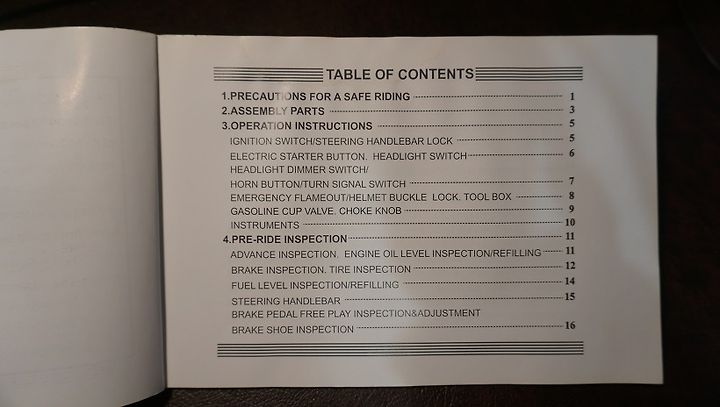 TABLE OF CONTENTS
1.PRECAUTIONS FOR A SAFE RIDING 1
2.ASSEMBLY PARTS 3
3.OPERATION INSTRUCTIONS 5
IGNITION SWITCH/STEERING HANDLEBAR LOCK 5
ELECTRIC STARTER BUTTON. HEADLIGHT SWITCH 6
HEADLIGHT DIMMER SWITCH/
HORN BUTTON/TURN SIGNAL SWITCH 7
EMERGENCY FLAMEOUT/HELMET BUCKLE LOCK. TOOL BOX 8
GASOLINE CUP VALVE. CHOKE KNOB 9
INSTRUMENTS 10
4.PRE-RIDE INSPECTION 11
ADVANCE INSPECTION. ENGINE OIL LEVEL INSPECTION/REFILLING 11
BRAKE INSPECTION. TIRE INSPECTION 12
FUEL LEVEL INSPECTION/REFILLING 14
STEERING HANDLEBAR 15
BRAKE PEDAL FREE PLAY INSPECTION&ADJUSTMENT
BRAKE SHOE INSPECTION 16